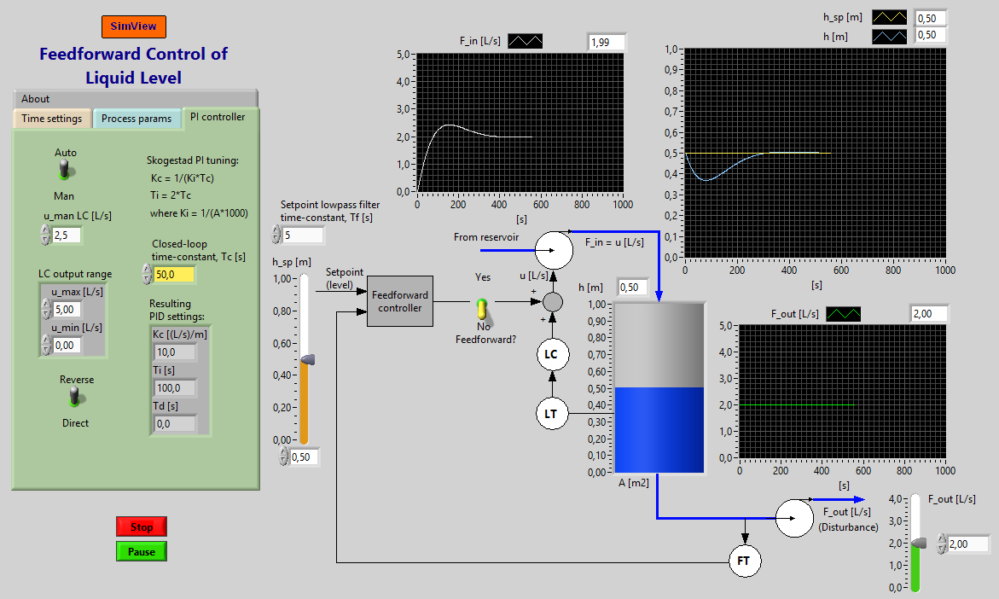 SimView
Feedforward Control of
Liquid Level
About
Time settings
Process params
PI controller
Auto
Man
u_man LC [L/s]
2,5
LC output range
u_max [L/s]
5,00
u_min [L/s]
0,00
Reverse
Direct
Skogestad PI tuning:
Kc = 1/(Ki*Tc)
Ti = 2*Tc
where Ki = 1/(A*1000)
Closed-loop
time-constant, Tc [s]
50,0
Resulting
PID settings:
Kc [(L/s)/m]
10,0
Ti [s]
100,0
Td [s]
0,0
Stop
Pause
F_in [L/s]
1,99
5,0
4,0
3,0
2,0
1,0
0,0
0
200
400
600
800
1000
[s]
h_sp [m]
0,50
h [m]
0,50
1,0
0,9
0,8
0,7
0,6
0,5
0,4
0,3
0,2
0,1
0,0
0
200
400
600
800
1000
[s]
Setpoint lowpass filter
time-constant, Tf [s]
5
h_sp [m]
1,00
0,80
0,60
0,40
0,20
0,00
0,50
Setpoint
(level)
Feedforward
controller
Yes
No
Feedforward?
From reservoir
u [L/s]
+
+
F_in = u [L/s]
LC
LT
h [m]
0,50
1,00
0,90
0,80
0,70
0,60
0,50
0,40
0,30
0,20
0,10
0,00
A [m2]
F_out [L/s]
2,00
5,0
4,0
3,0
2,0
1,0
0,0
0
200
400
600
800
1000
[s]
F_out [L/s]
(Disturbance)
FT
F_out [L/s]
4,0
3,0
2,0
1,0
0,0
2,00